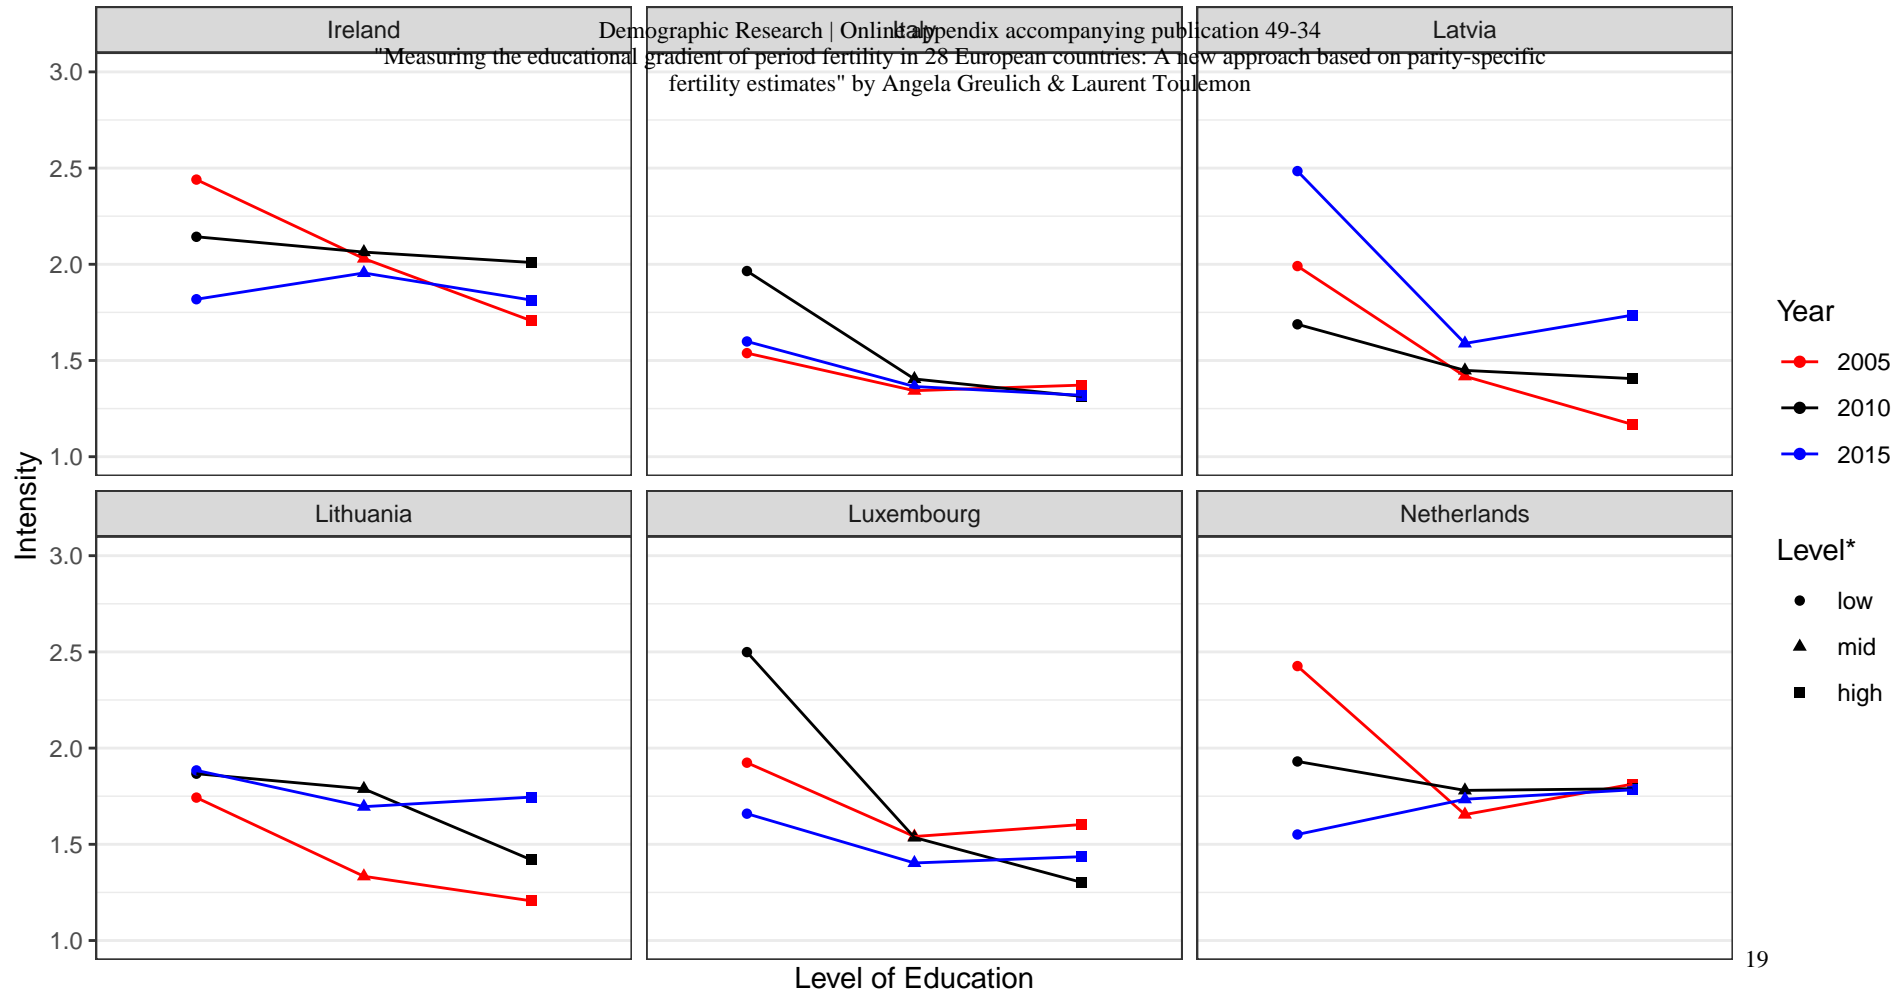 Demographic Research | Online appendix accompanying publication 49-34
"Measuring the educational gradient of period fertility in 28 European countries: A new approach based on parity-specific
fertility estimates" by Angela Greulich & Laurent Toulemon
Ireland
Italy
Latvia
3.0
2.5
2.0
1.5
1.0
Lithuania
Luxembourg
Netherlands
3.0
2.5
2.0
1.5
1.0
Intensity
Level of Education
Year
2005
2010
2015
Level*
low
mid
high
19